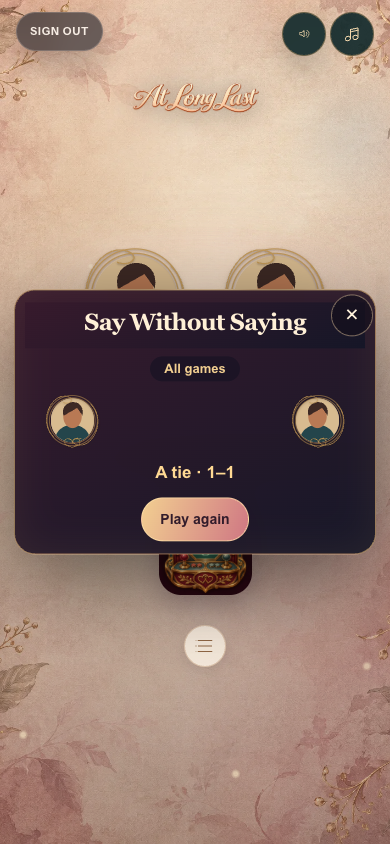 SIGN OUT
At Long Last
Say Without Saying
All games
A tie · 1–1
Play again